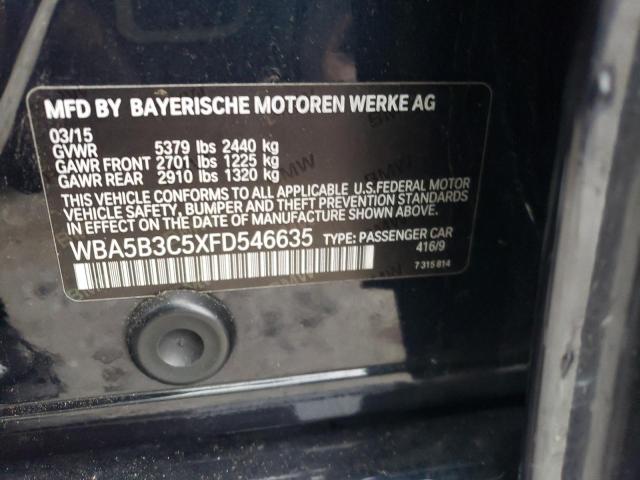 MFD BY BAYERISCHE MOTOREN WERKE AG
03/15
GVWR 5379 lbs 2440 kg
GAWR FRONT 2701 lbs 1225 kg
GAWR REAR 2910 lbs 1320 kg
THIS VEHICLE CONFORMS TO ALL APPLICABLE U.S.FEDERAL MOTOR
VEHICLE SAFETY, BUMPER AND THEFT PREVENTION STANDARDS
IN EFFECT ON THE DATE OF MANUFACTURE SHOWN ABOVE.
WBA5B3C5XFD546635 TYPE: PASSENGER CAR
416/9
7 315 814